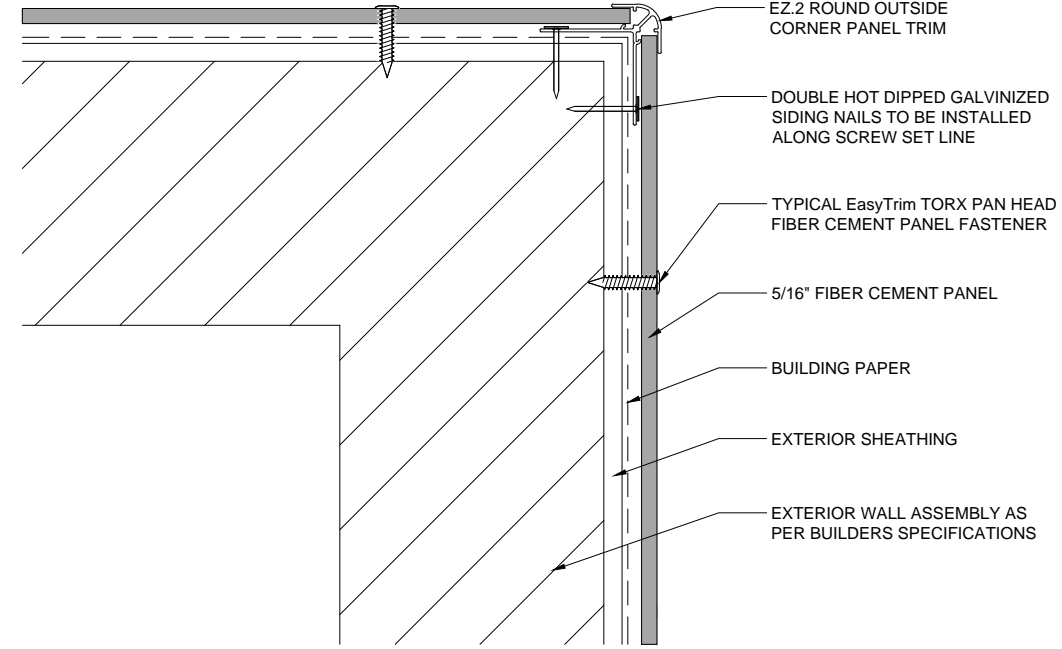 EZ.2 ROUND OUTSIDE
CORNER PANEL TRIM
DOUBLE HOT DIPPED GALVINIZED
SIDING NAILS TO BE INSTALLED
ALONG SCREW SET LINE
TYPICAL EasyTrim TORX PAN HEAD
FIBER CEMENT PANEL FASTENER
5/16" FIBER CEMENT PANEL
BUILDING PAPER
EXTERIOR SHEATHING
EXTERIOR WALL ASSEMBLY AS
PER BUILDERS SPECIFICATIONS